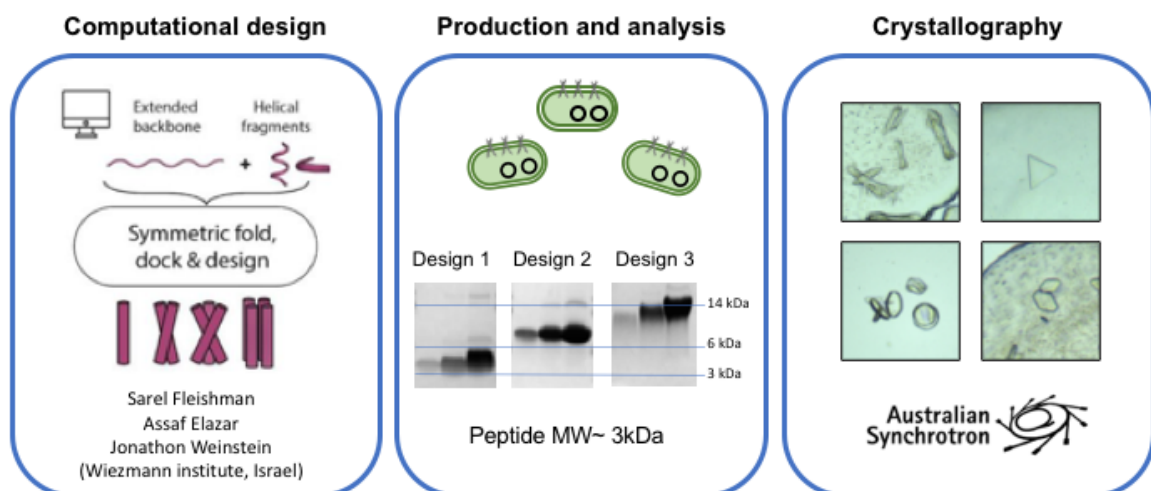 Computational design
Extended
backbone
Helical
fragments
+
Symmetric fold,
dock & design
Sarel Fleishman
Assaf Elazar
Jonathon Weinstein
(Wiezmann institute, Israel)
Production and analysis
Design 1 Design 2 Design 3
14 kDa
6 kDa
3 kDa
Peptide MW~ 3kDa
Crystallography
Australian
Synchrotron